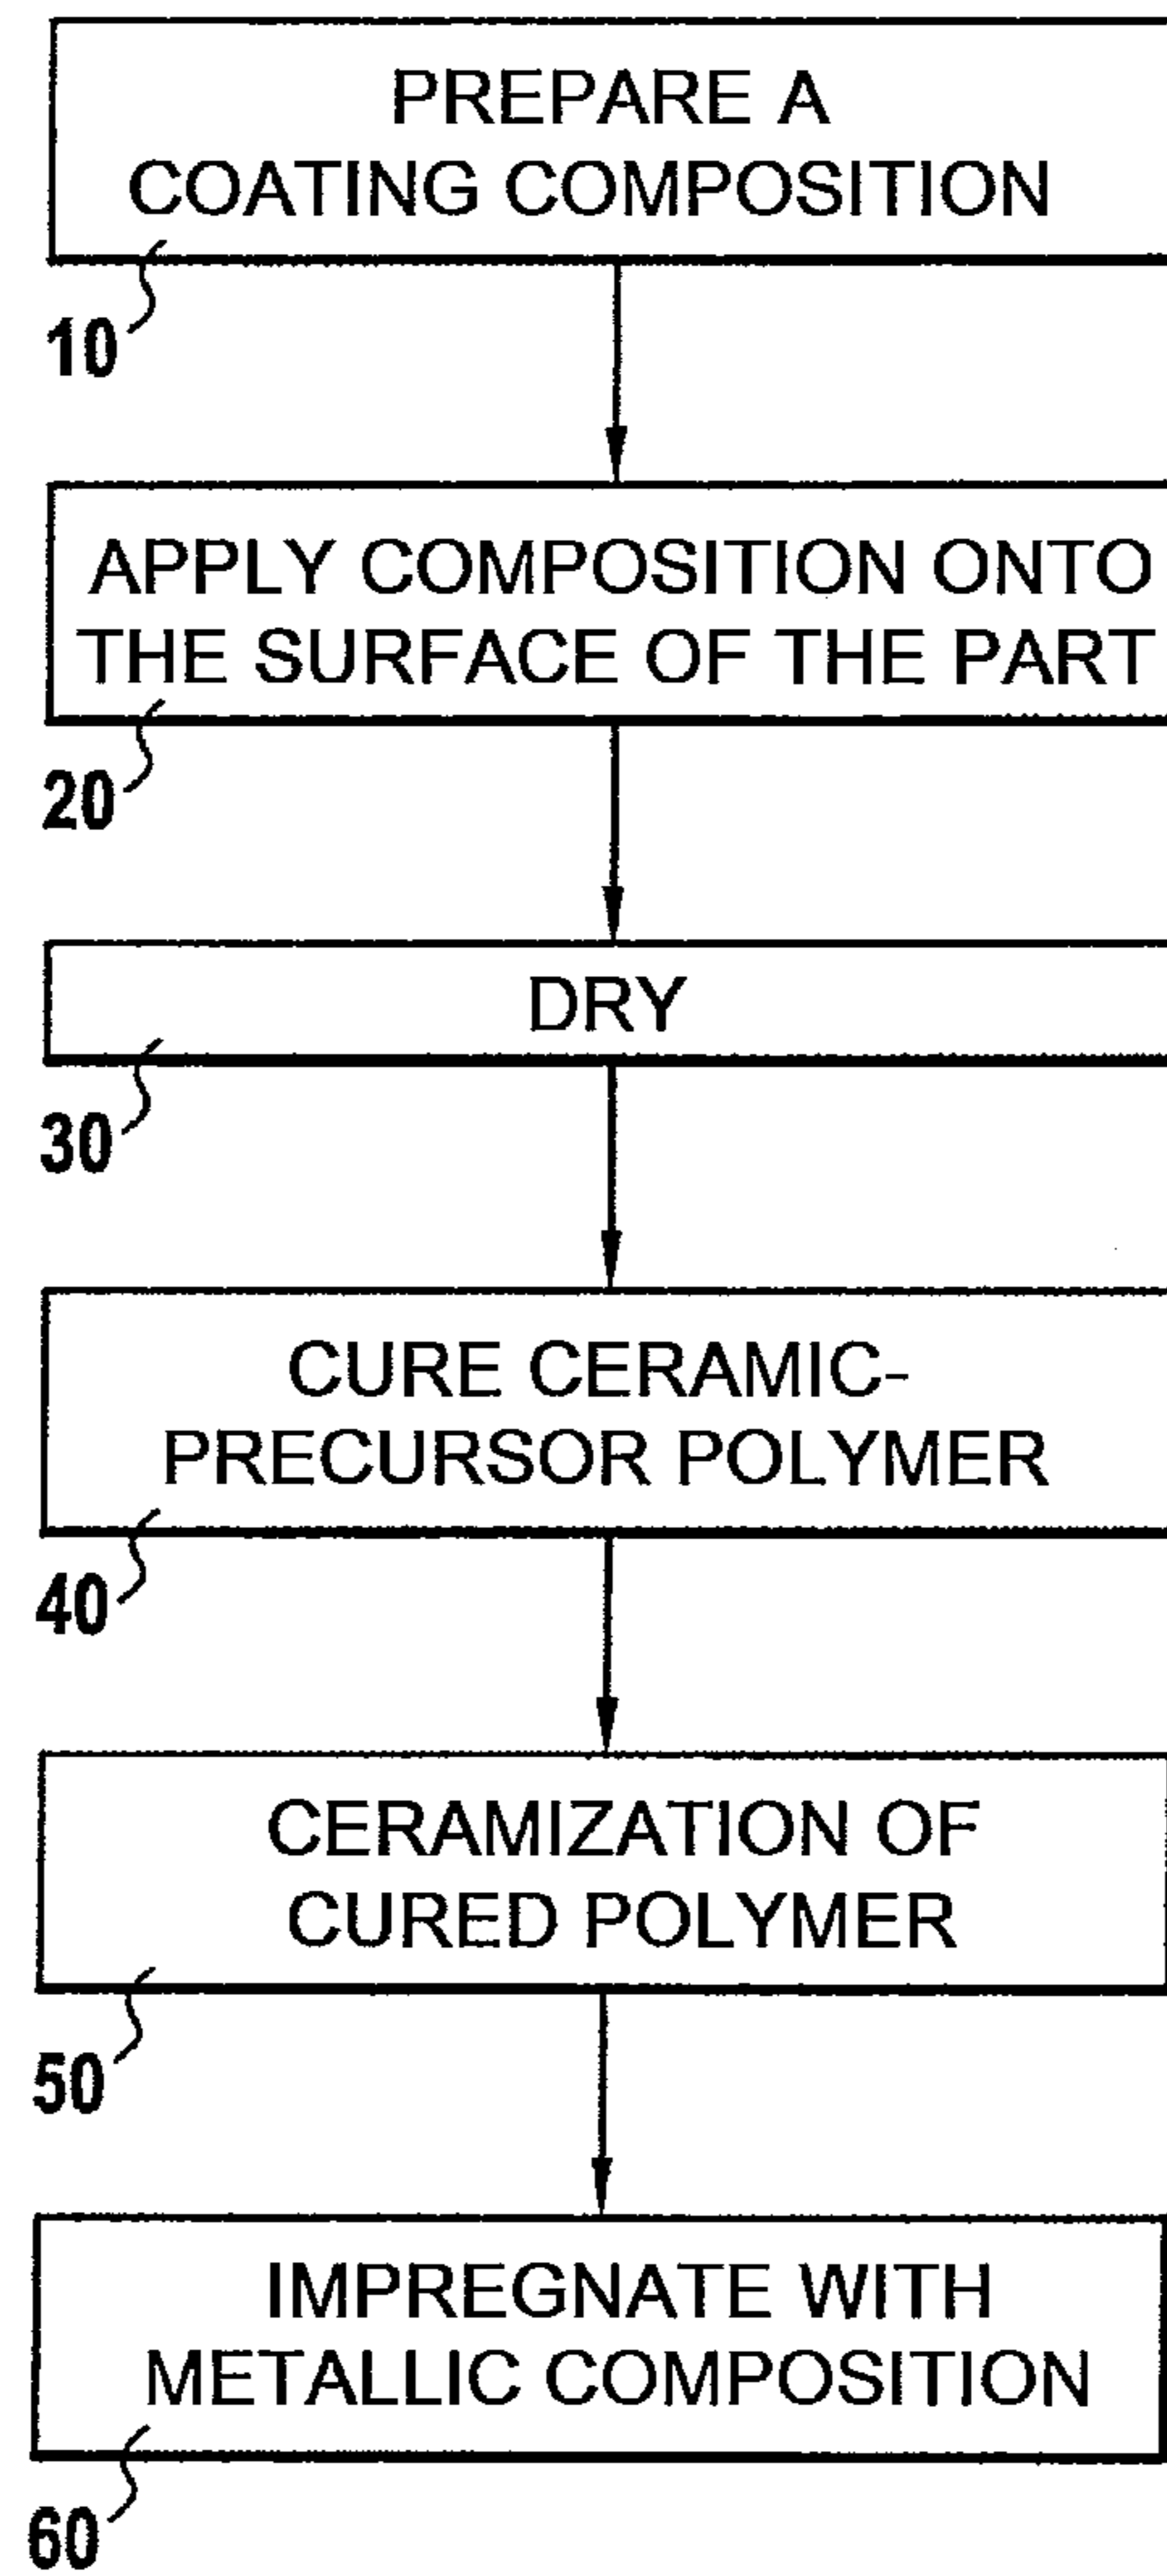 PREPARE A
COATING COMPOSITION
10
APPLY COMPOSITION ONTO
THE SURFACE OF THE PART
20
DRY
30
CURE CERAMIC-
PRECURSOR POLYMER
40
CERAMIZATION OF
CURED POLYMER
50
IMPREGNATE WITH
METALLIC COMPOSITION
60